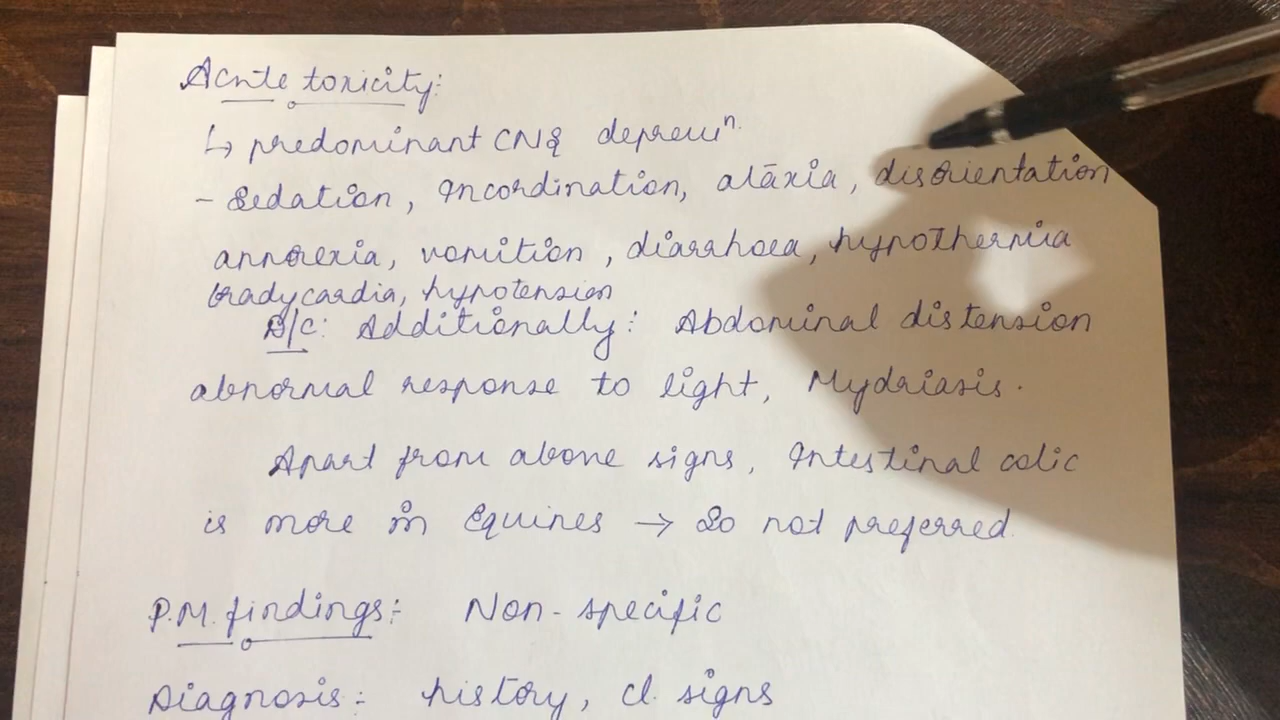 Acute toxicity:
↳ predominant CNS depressⁿ.
- Sedation, Incordination, ataxia, disorientation
annorexia, vomition, diarrhoea, hypothermia
bradycardia, hypotension
D/C: Additionally: Abdominal distension
abnormal response to light, Mydriasis.
Apart from above signs, Intestinal colic
is more in Equines → So not preferred.
P.M. findings:- Non-specific
Diagnosis:- history, cl. signs